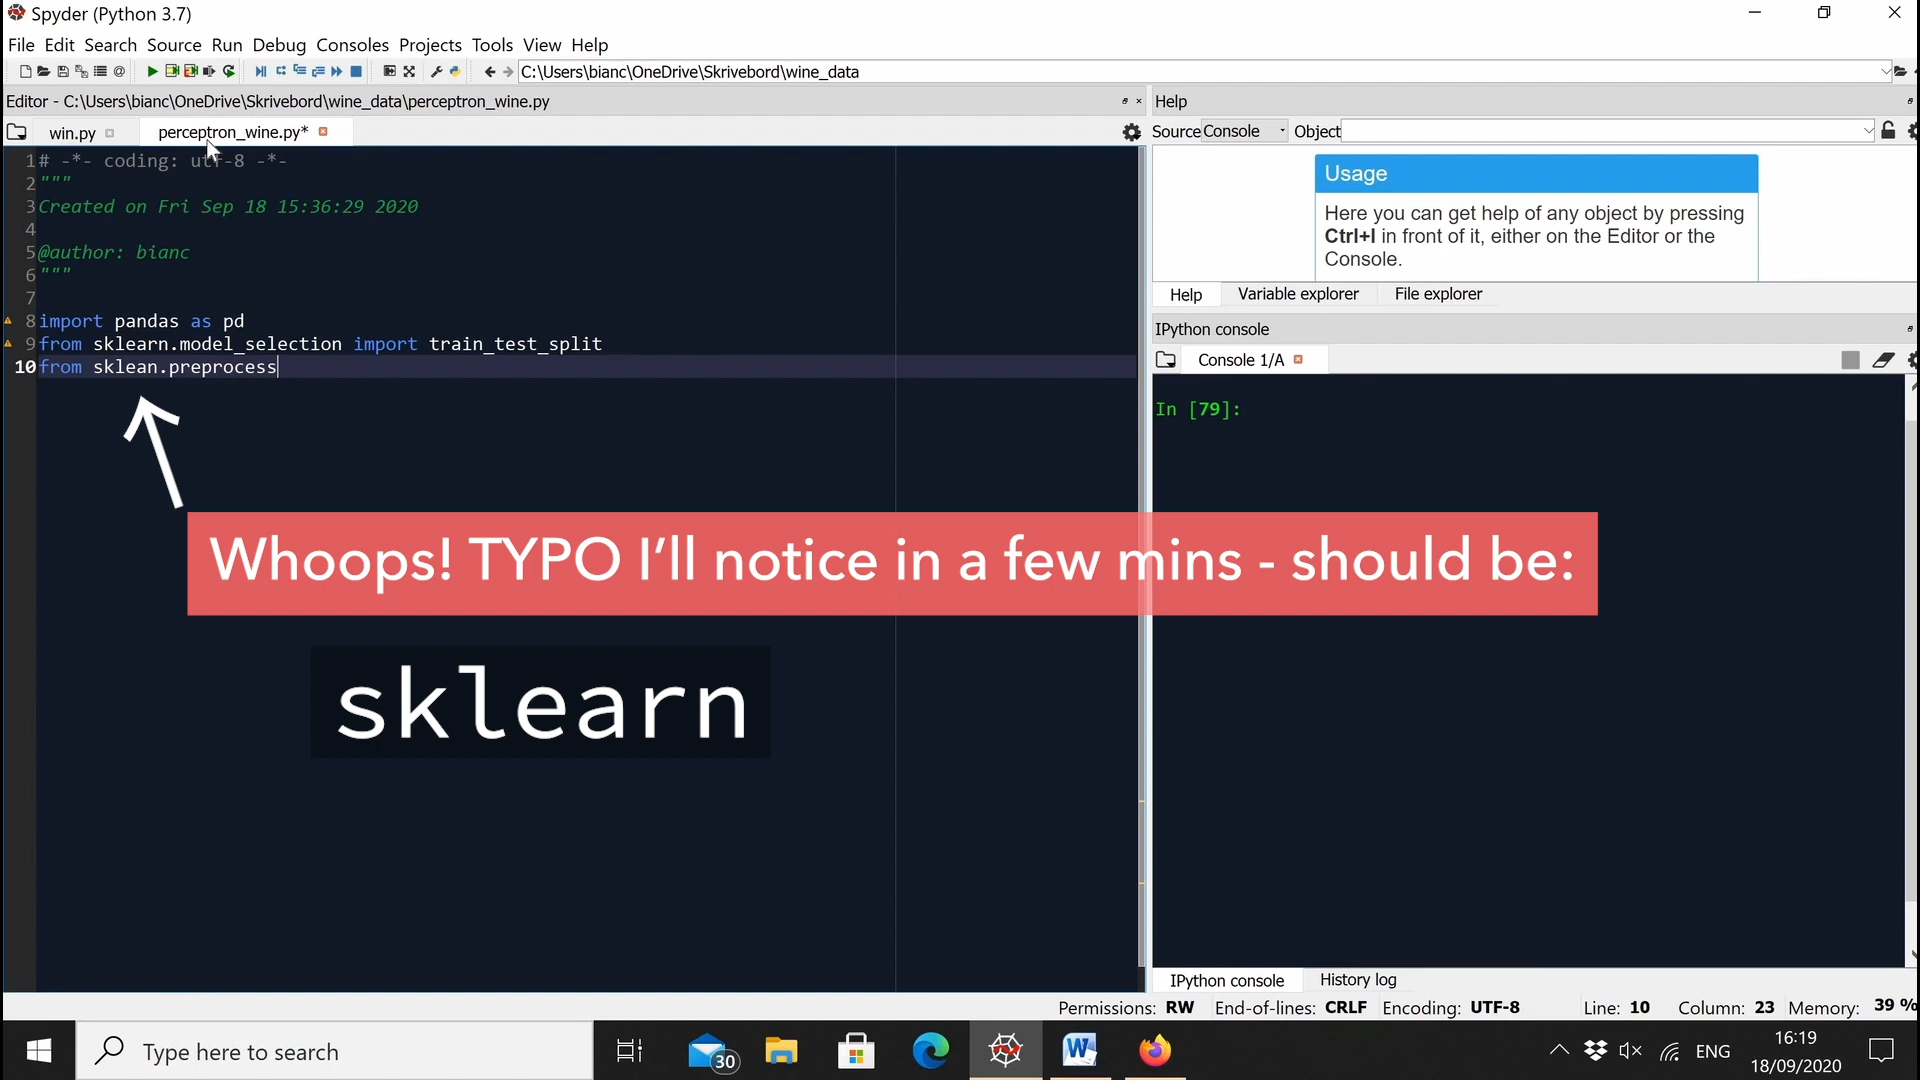 Spyder (Python 3.7)
File Edit Search Source Run Debug Consoles Projects Tools View Help
C:\Users\bianc\OneDrive\Skrivebord\wine_data
Editor - C:\Users\bianc\OneDrive\Skrivebord\wine_data\perceptron_wine.py
win.py
perceptron_wine.py*
1 # -*- coding: utf-8 -*-
2 """
3 Created on Fri Sep 18 15:36:29 2020
4
5 @author: bianc
6 """
7
8 import pandas as pd
9 from sklearn.model_selection import train_test_split
10 from sklean.preprocess
Whoops! TYPO I'll notice in a few mins - should be:
sklearn
Help
Source Console Object
Usage
Here you can get help of any object by pressing
Ctrl+I in front of it, either on the Editor or the
Console.
Help Variable explorer File explorer
IPython console
Console 1/A
In [79]:
IPython console History log
Permissions: RW End-of-lines: CRLF Encoding: UTF-8 Line: 10 Column: 23 Memory: 39 %
Type here to search
30
ENG
16:19
18/09/2020